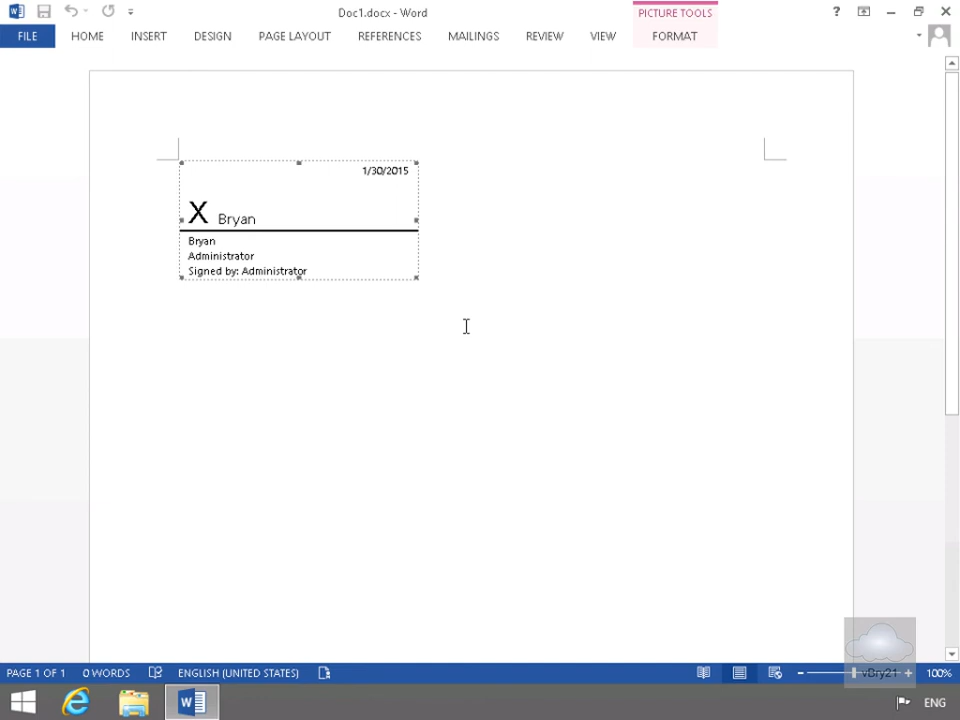 Doc1.docx - Word
PICTURE TOOLS
?
FILE
HOME
INSERT
DESIGN
PAGE LAYOUT
REFERENCES
MAILINGS
REVIEW
VIEW
FORMAT
1/30/2015
X Bryan
Bryan
Administrator
Signed by: Administrator
PAGE 1 OF 1
0 WORDS
ENGLISH (UNITED STATES)
vBry21
100%
ENG